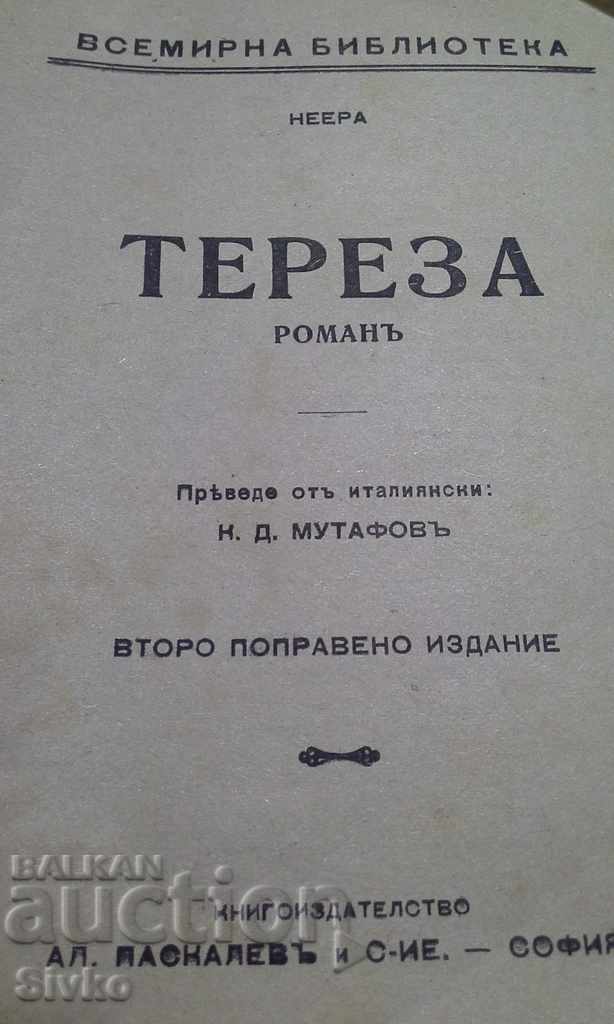 ВСЕМИРНА БИБЛИОТЕКА
НЕЕРА
ТЕРЕЗА
РОМАНЪ
Прѣведе отъ италиянски:
К. Д. МУТАФОВЪ
ВТОРО ПОПРАВЕНО ИЗДАНИЕ
BALKAN
auction
КНИГОИЗДАТЕЛСТВО
АЛ. ПАСКАЛЕВЪ и С-ИЕ. — СОФИЯ
Sivko